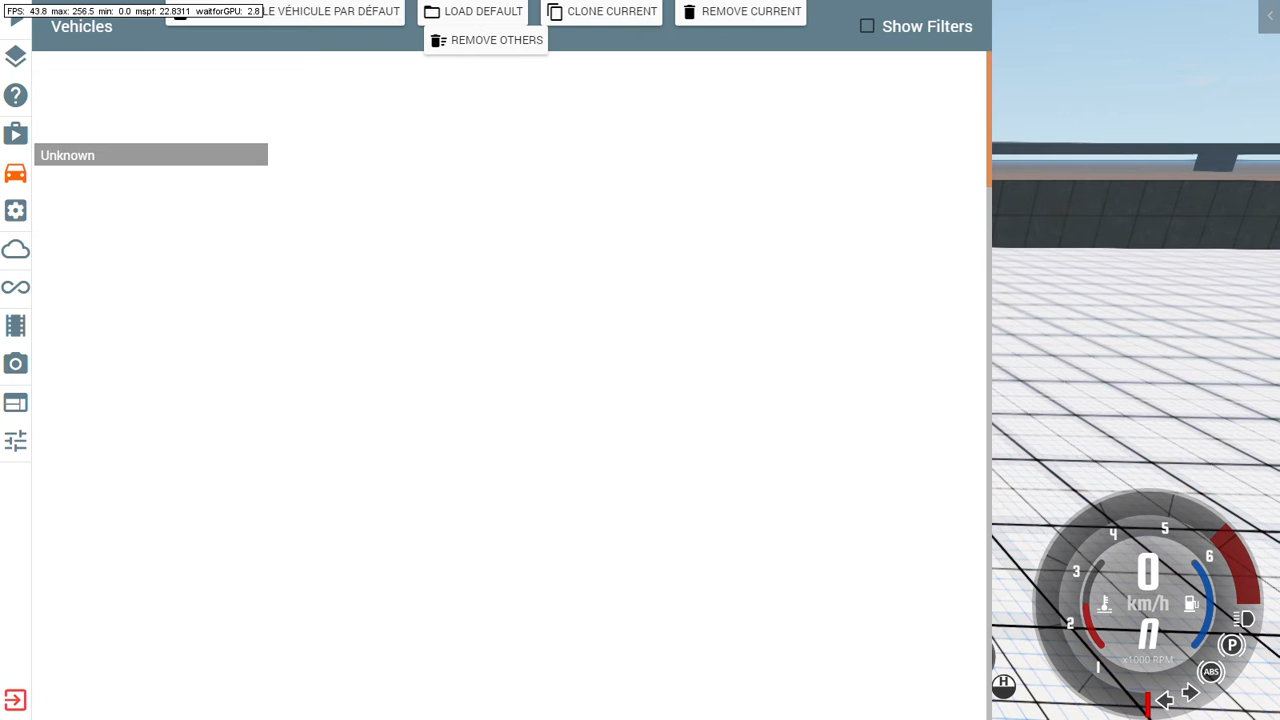 FPS: 43.8 max: 256.5 min: 0.0 mspf: 22.8311 waitforGPU: 2.8
LE VÉHICULE PAR DÉFAUT
LOAD DEFAULT
CLONE CURRENT
REMOVE CURRENT
Vehicles
REMOVE OTHERS
Show Filters
Unknown
1
2
3
4
5
6
0
km/h
n
x1000 RPM
P
ABS
H